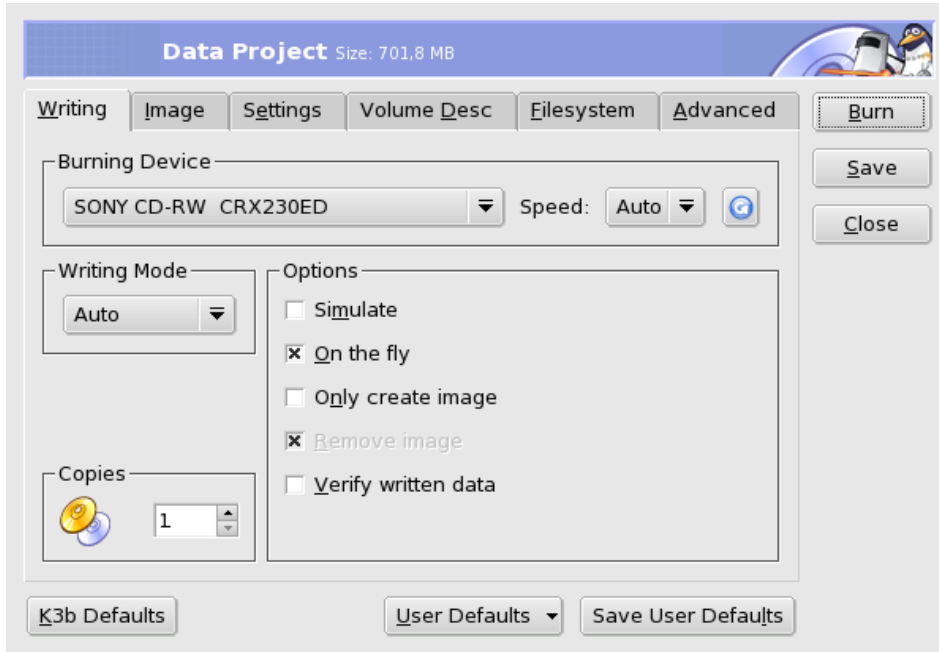 Data Project Size: 701,8 MB
Writing Image Settings Volume Desc Filesystem Advanced
Burn
Save
Close
Burning Device
SONY CD-RW CRX230ED Speed: Auto
Writing Mode
Auto
Options
Simulate
On the fly
Only create image
Remove image
Verify written data
Copies
1
K3b Defaults User Defaults Save User Defaults